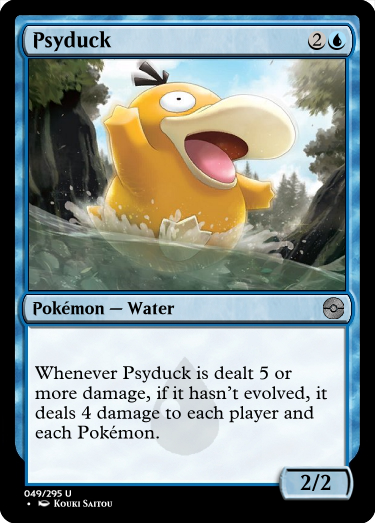 Psyduck 2
Pokémon — Water
Whenever Psyduck is dealt 5 or
more damage, if it hasn't evolved, it
deals 4 damage to each player and
each Pokémon.
2/2
049/295 U
• Kouki Saitou